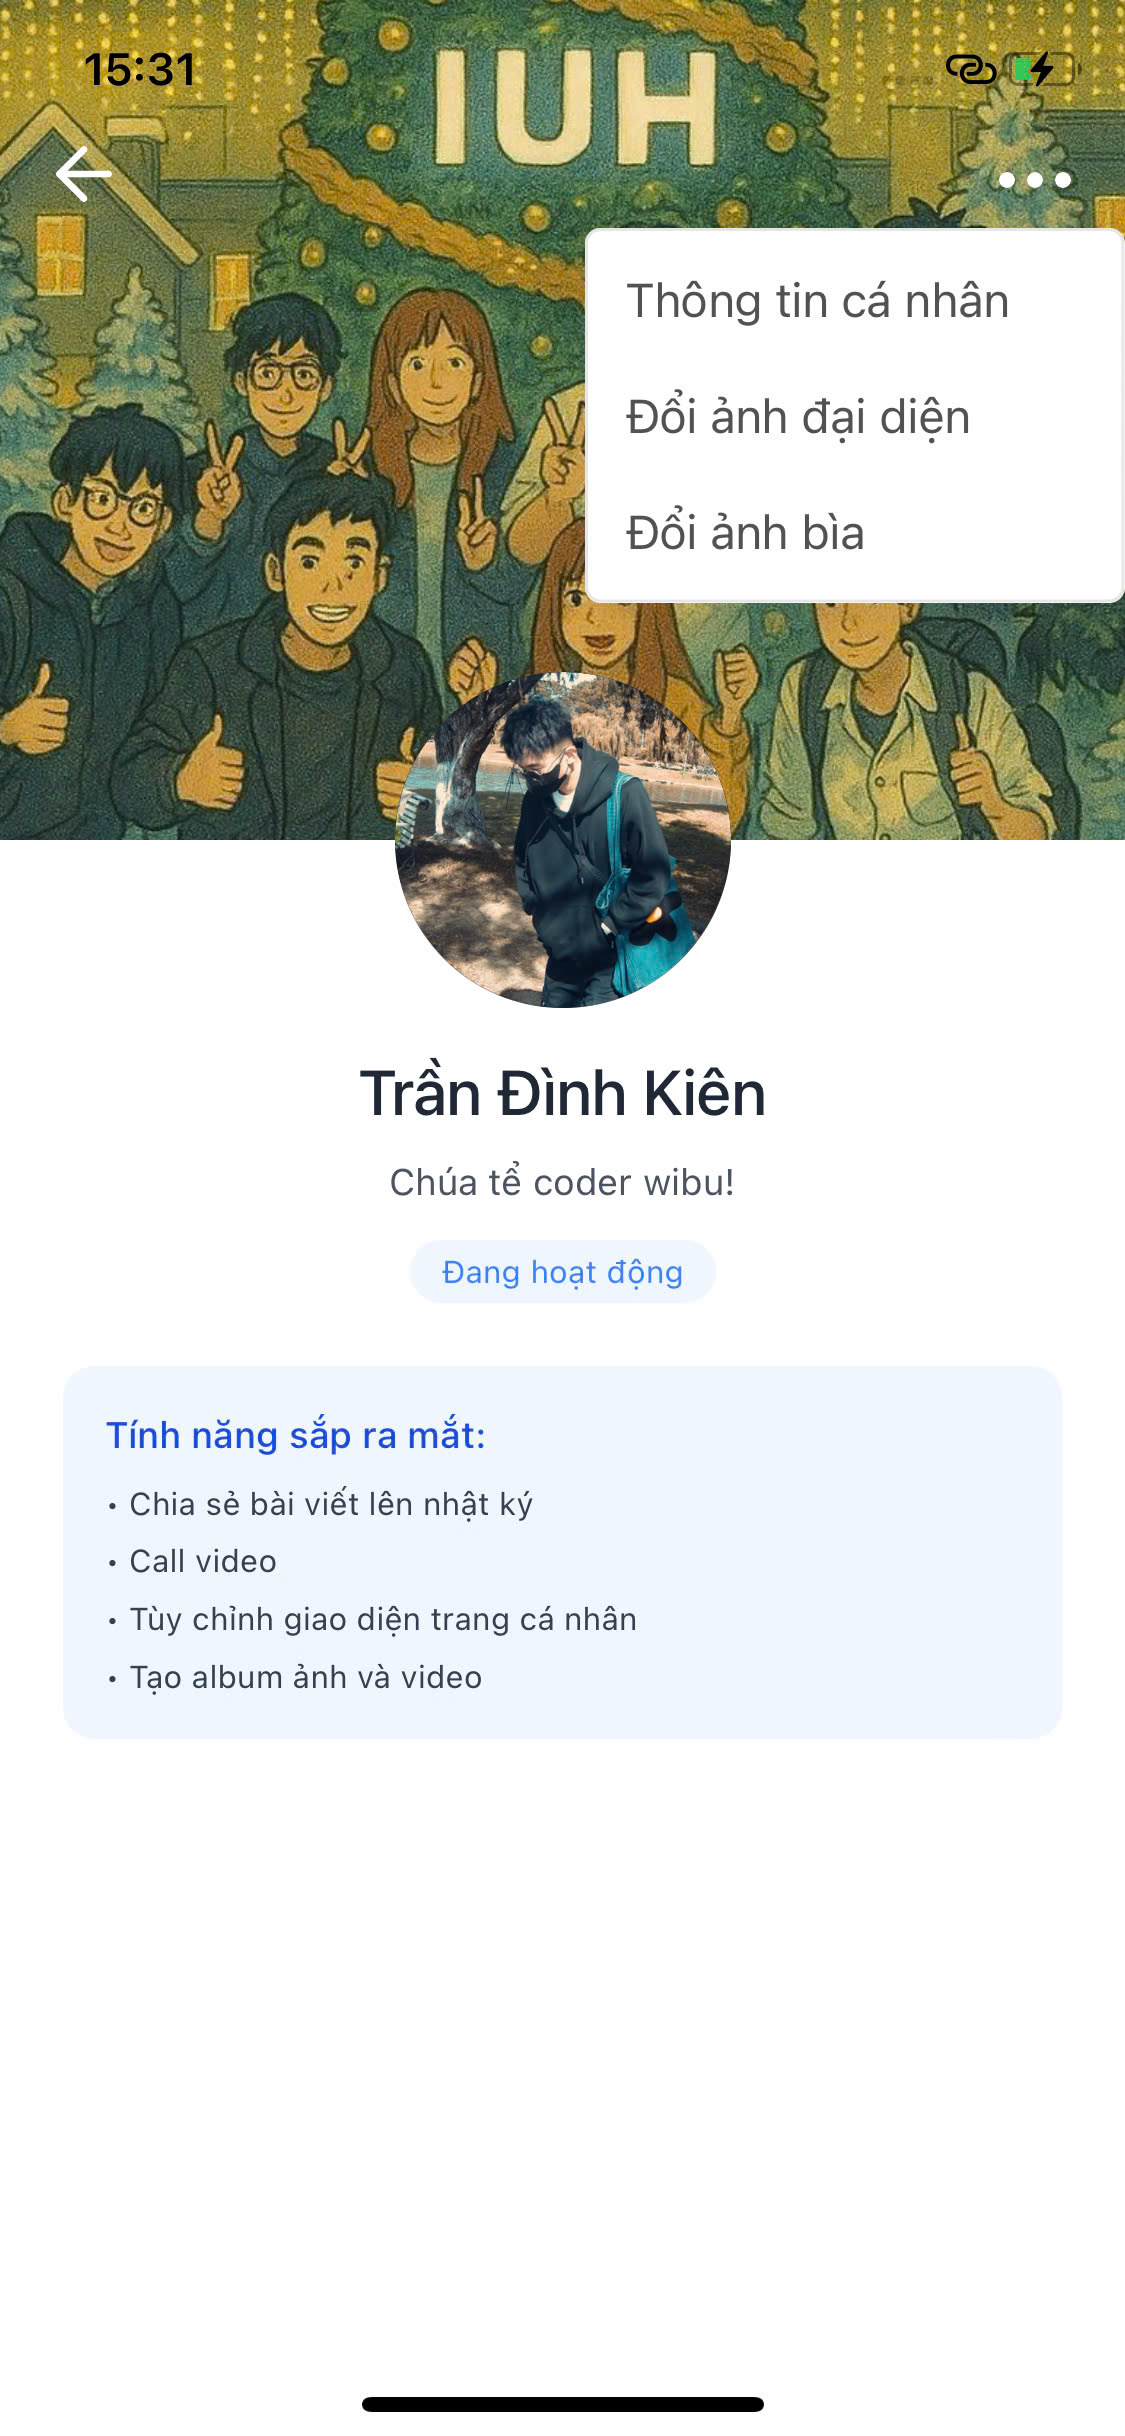 15:31
IUH
Thông tin cá nhân
Đổi ảnh đại diện
Đổi ảnh bìa
Trần Đình Kiên
Chúa tể coder wibu!
Đang hoạt động
Tính năng sắp ra mắt:
• Chia sẻ bài viết lên nhật ký
• Call video
• Tùy chỉnh giao diện trang cá nhân
• Tạo album ảnh và video